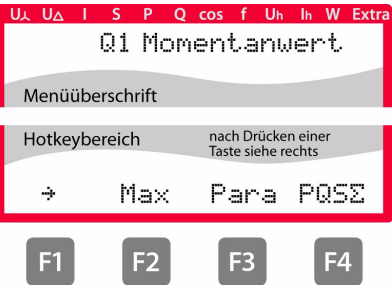 U⅄ U△ I S P Q cos f Uh Ih W Extra
Q1 Momentanwert
Menüüberschrift
Hotkeybereich
nach Drücken einer
Taste siehe rechts
→ Max Para PQSΣ
F1 F2 F3 F4